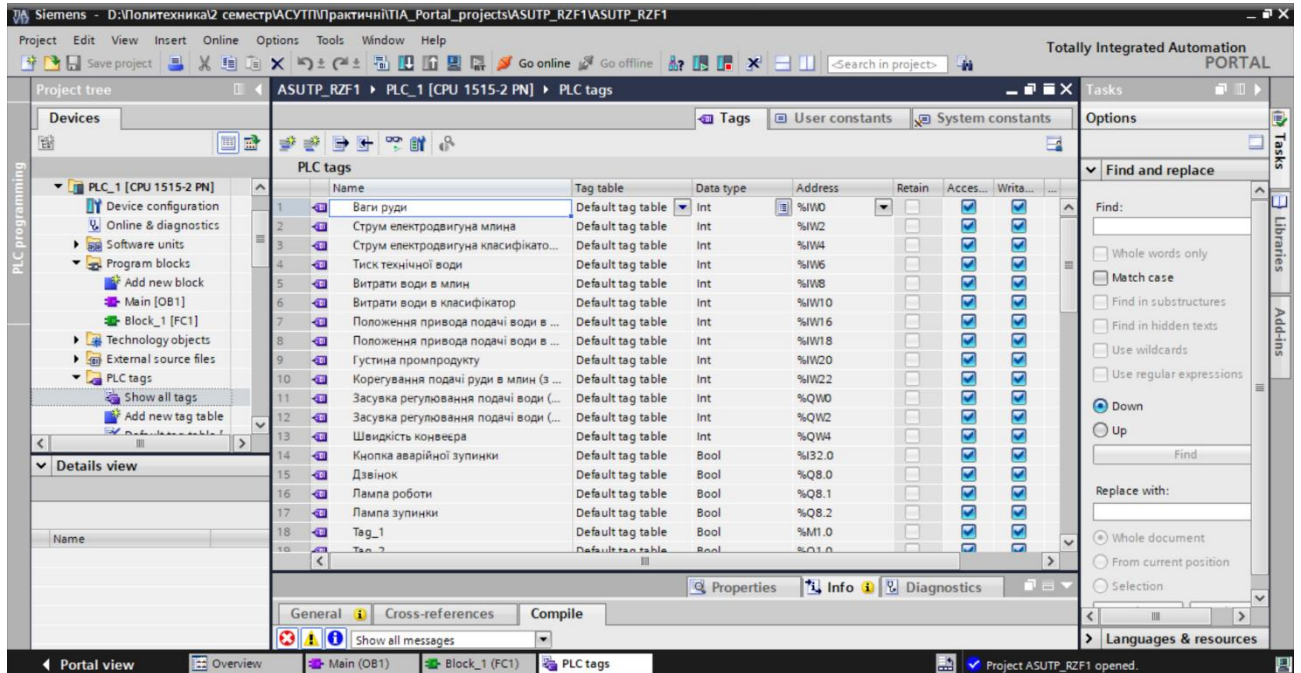 Siemens - D:\Политехника\2 семестр\АСУТП\Практичні\TIA_Portal_projects\ASUTP_RZF1\ASUTP_RZF1
Project Edit View Insert Online Options Tools Window Help
Totally Integrated Automation
PORTAL
Save project Go online Go offline <Search in project>
Project tree
ASUTP_RZF1 PLC_1 [CPU 1515-2 PN] PLC tags
Tasks
Devices
Tags User constants System constants
Options
PLC tags
Find and replace
PLC programming
Tasks
Libraries
Add-ins
PLC_1 [CPU 1515-2 PN]
Device configuration
Online & diagnostics
Software units
Program blocks
Add new block
Main [OB1]
Block_1 [FC1]
Technology objects
External source files
PLC tags
Show all tags
Add new tag table
Details view
Name
Name Tag table Data type Address Retain Acces... Writa... ...
1 Ваги руди Default tag table Int %IW0
2 Струм електродвигуна млина Default tag table Int %IW2
3 Струм електродвигуна класифікато... Default tag table Int %IW4
4 Тиск технічної води Default tag table Int %IW6
5 Витрати води в млин Default tag table Int %IW8
6 Витрати води в класифікатор Default tag table Int %IW10
7 Положення привода подачі води в ... Default tag table Int %IW16
8 Положення привода подачі води в ... Default tag table Int %IW18
9 Густина промпродукту Default tag table Int %IW20
10 Корегування подачі руди в млин (з ... Default tag table Int %IW22
11 Засувка регулювання подачі води (... Default tag table Int %QW0
12 Засувка регулювання подачі води (... Default tag table Int %QW2
13 Швидкість конвеєра Default tag table Int %QW4
14 Кнопка аварійної зупинки Default tag table Bool %I32.0
15 Дзвінок Default tag table Bool %Q8.0
16 Лампа роботи Default tag table Bool %Q8.1
17 Лампа зупинки Default tag table Bool %Q8.2
18 Tag_1 Default tag table Bool %M1.0
19 Tag_2 Default tag table Bool %Q1.0
Find:
Whole words only
Match case
Find in substructures
Find in hidden texts
Use wildcards
Use regular expressions
Down
Up
Find
Replace with:
Whole document
From current position
Selection
Languages & resources
Properties Info Diagnostics
General Cross-references Compile
Show all messages
Portal view Overview Main (OB1) Block_1 (FC1) PLC tags Project ASUTP_RZF1 opened.